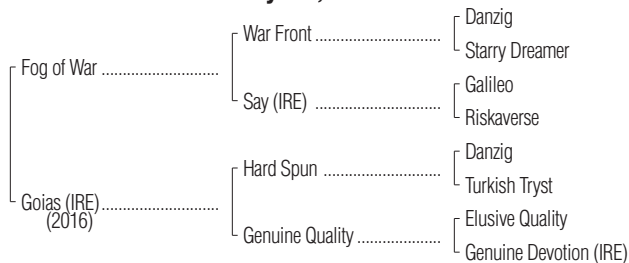 Fog of War
Goias (IRE)
(2016)
War Front
Say (IRE)
Hard Spun
Genuine Quality
Danzig
Starry Dreamer
Galileo
Riskaverse
Danzig
Turkish Tryst
Elusive Quality
Genuine Devotion (IRE)